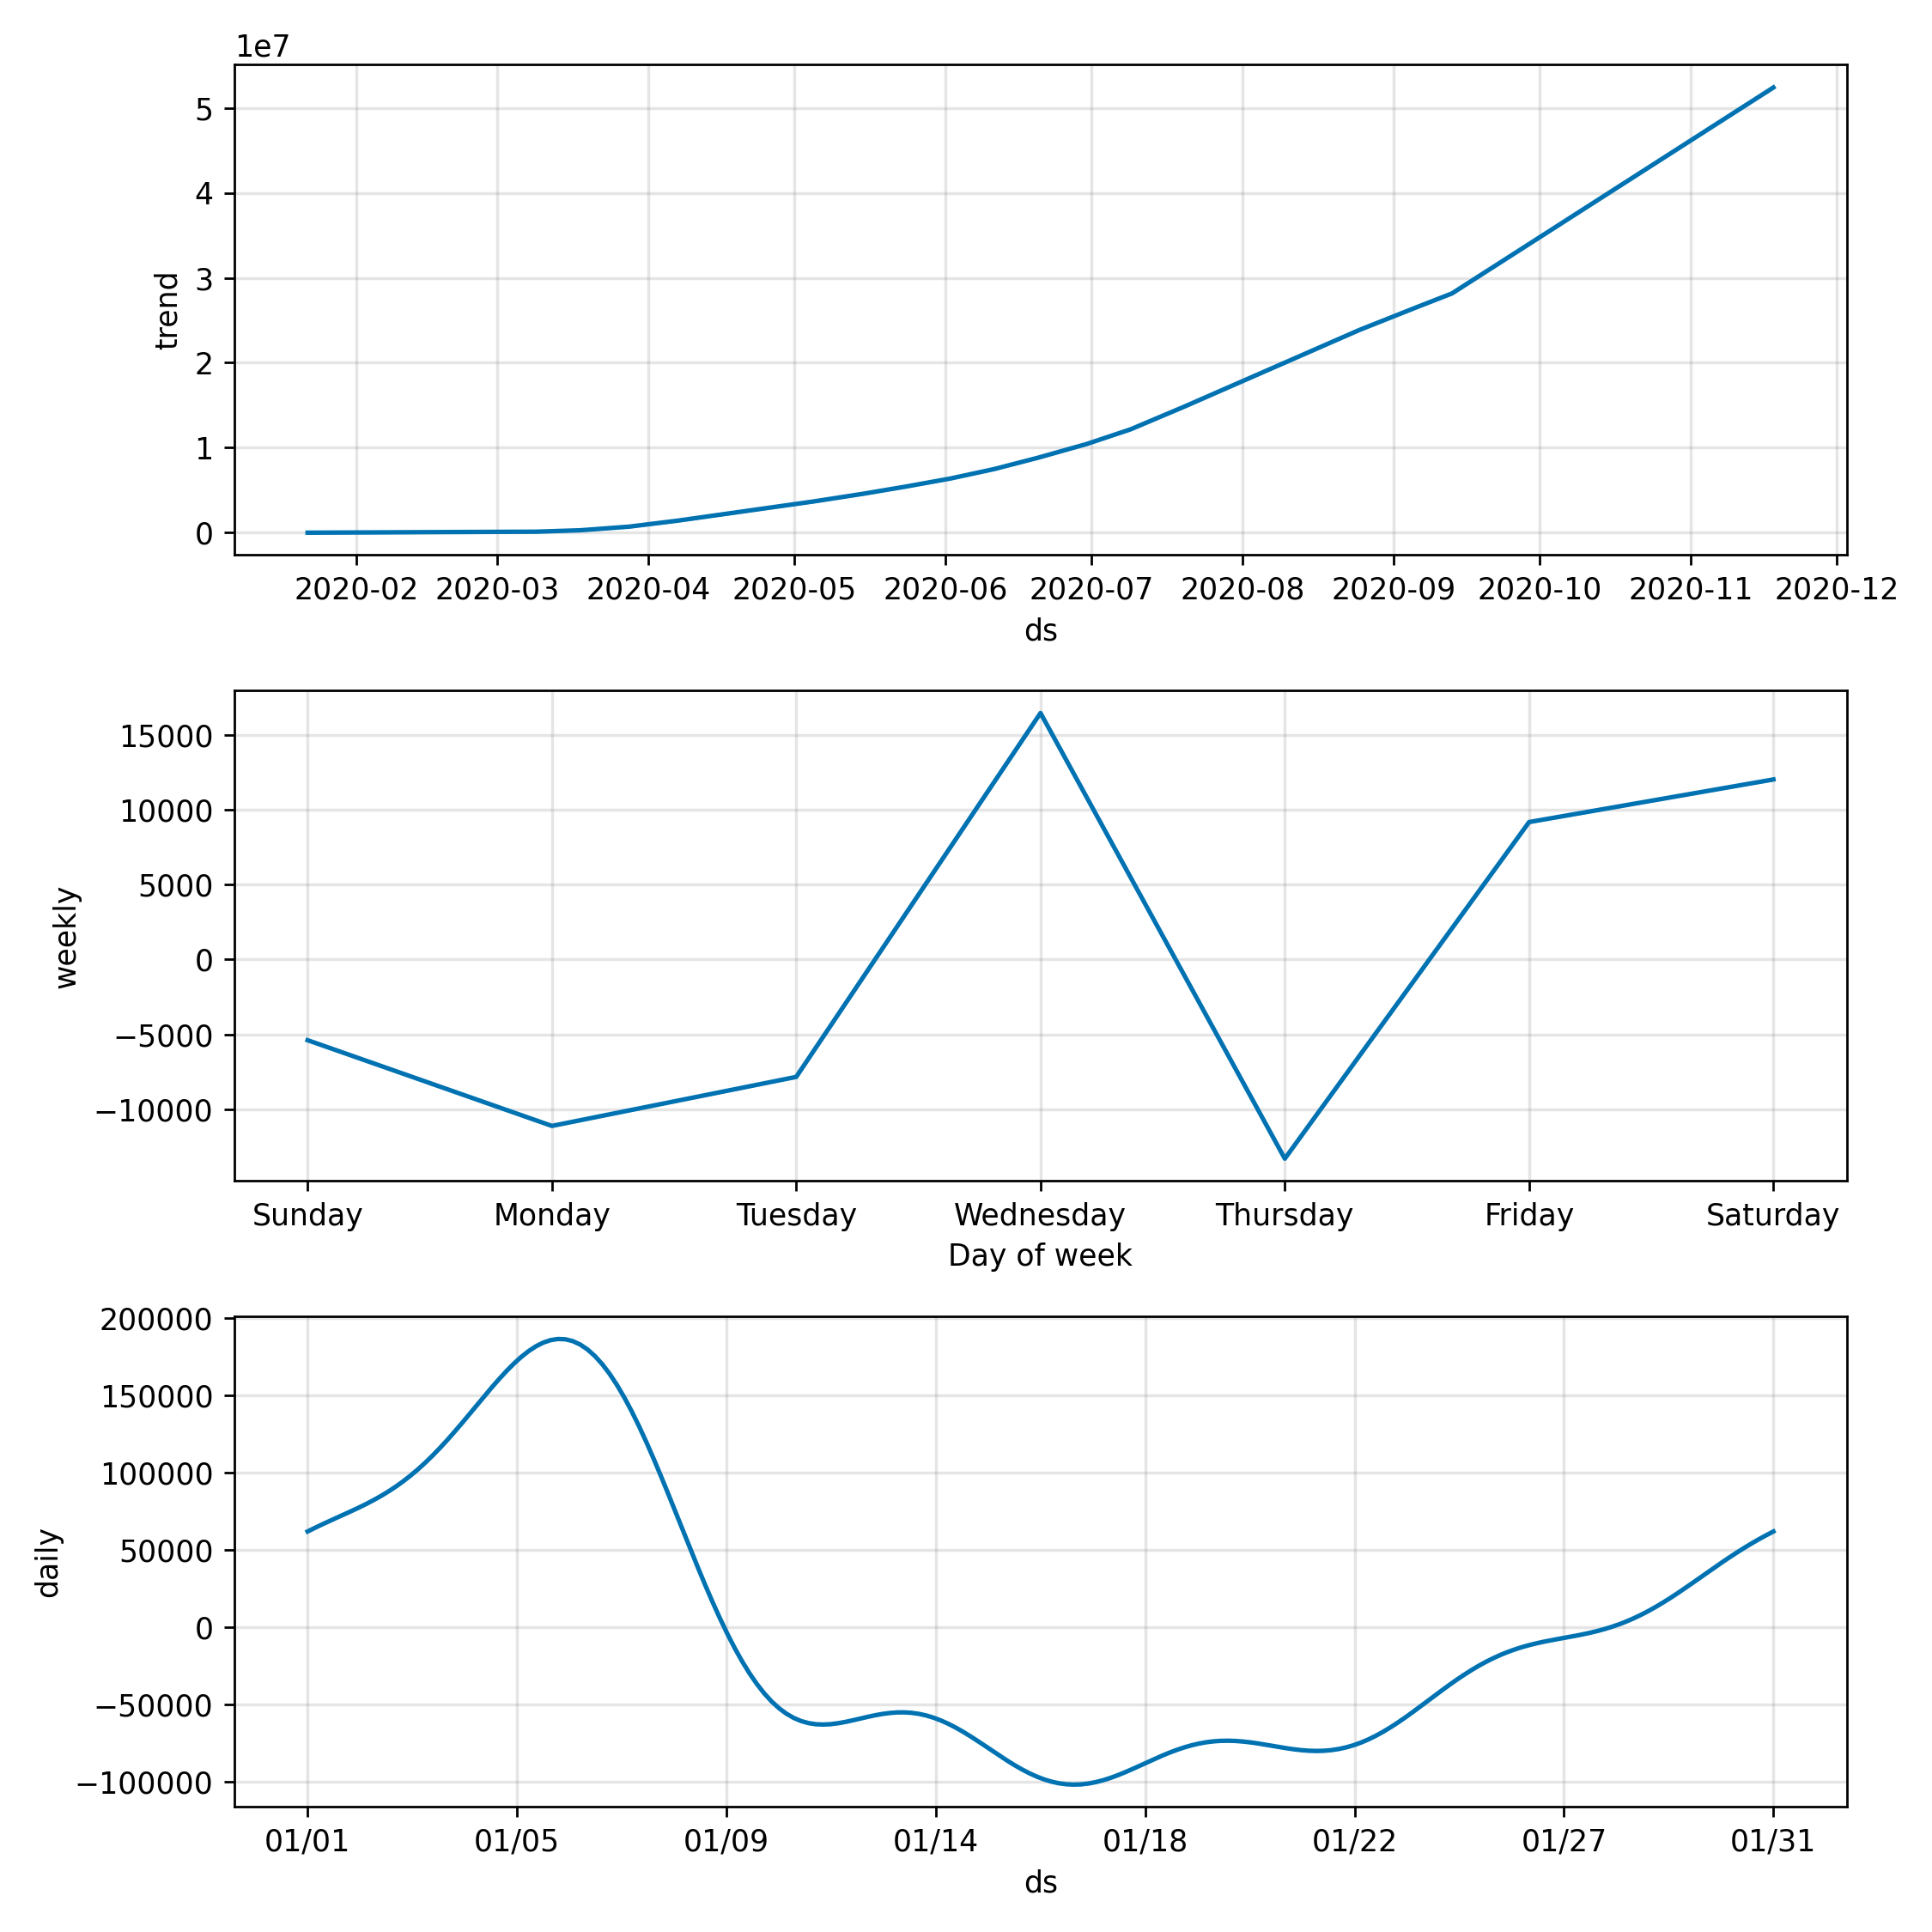 1e7
5
4
3
2
1
0
trend
2020-02 2020-03 2020-04 2020-05 2020-06 2020-07 2020-08 2020-09 2020-10 2020-11 2020-12
ds
15000
10000
5000
0
−5000
−10000
weekly
Sunday Monday Tuesday Wednesday Thursday Friday Saturday
Day of week
200000
150000
100000
50000
0
−50000
−100000
daily
01/01 01/05 01/09 01/14 01/18 01/22 01/27 01/31
ds